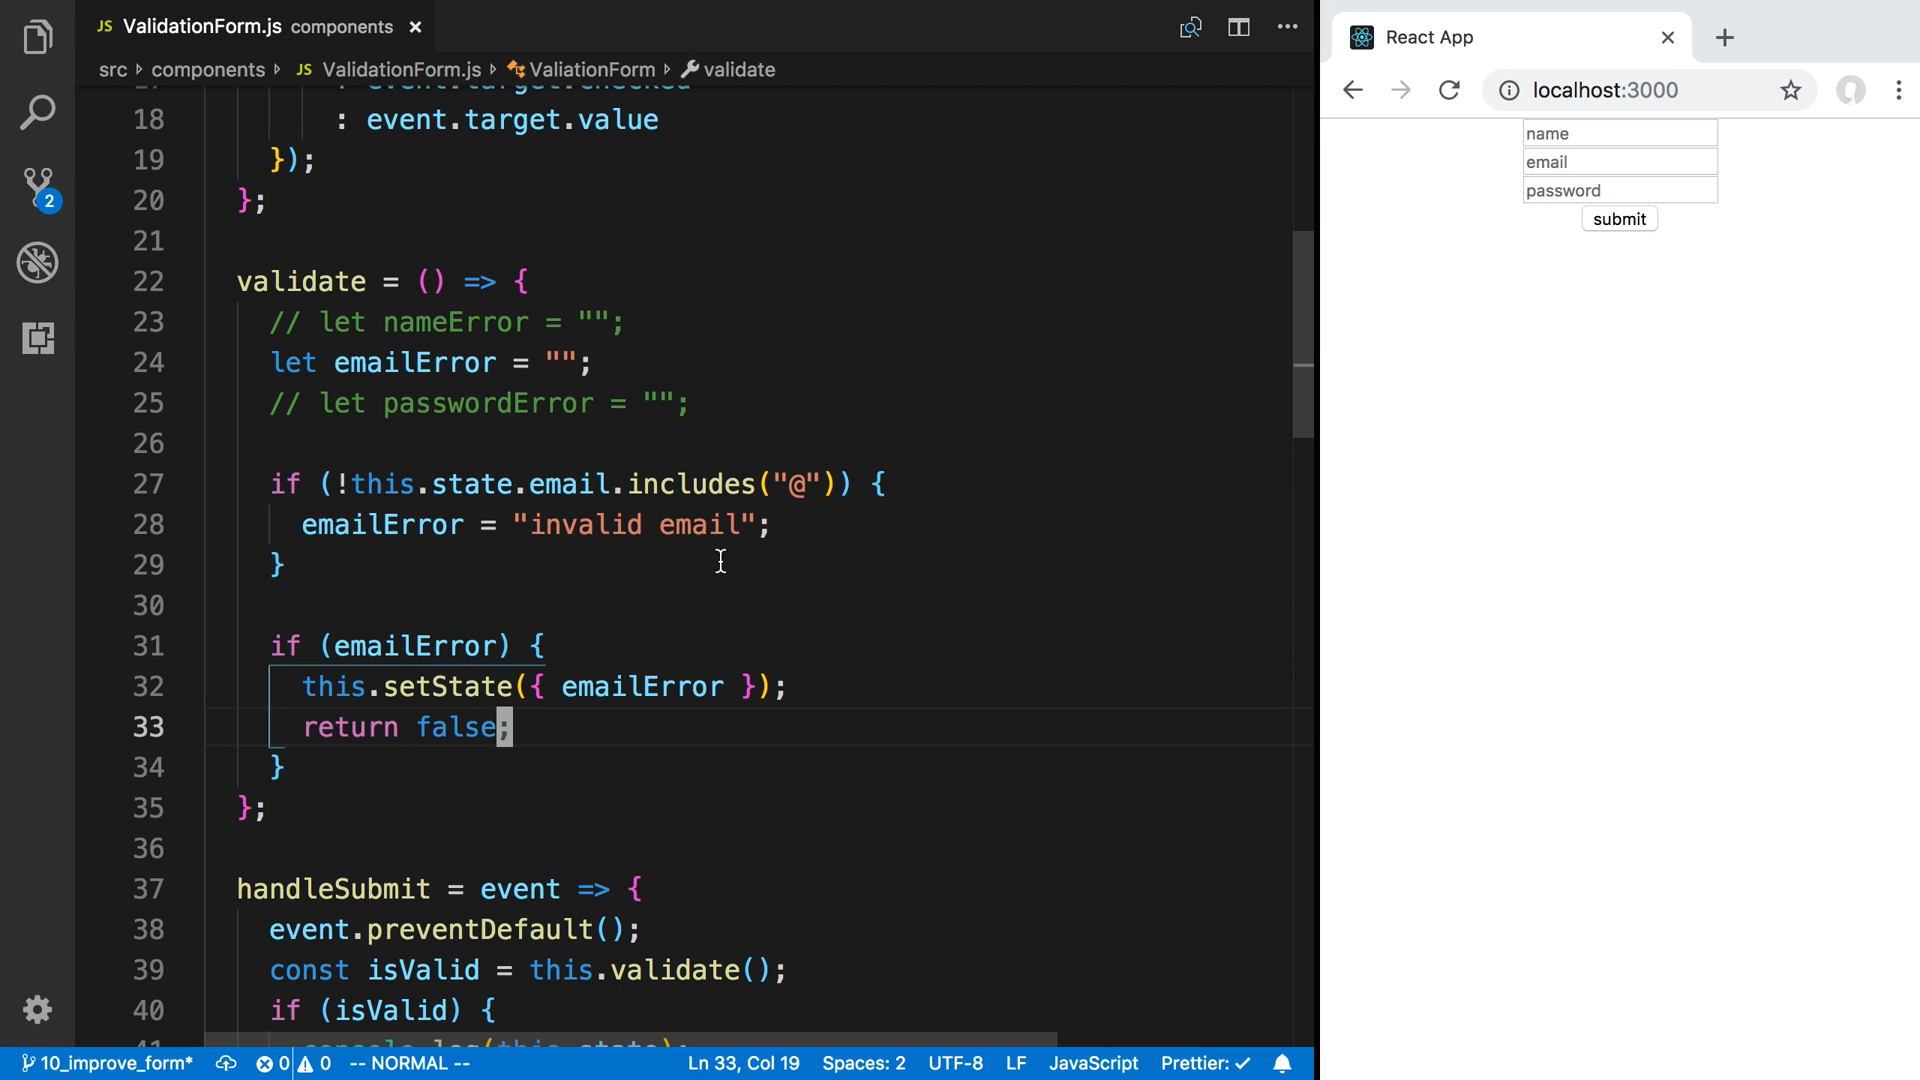 JS ValidationForm.js components ×
src components JS ValidationForm.js ValiationForm validate
18 : event.target.value
19 });
20 };
21
22 validate = () => {
23 // let nameError = "";
24 let emailError = "";
25 // let passwordError = "";
26
27 if (!this.state.email.includes("@")) {
28 emailError = "invalid email";
29 }
30
31 if (emailError) {
32 this.setState({ emailError });
33 return false;
34 }
35 };
36
37 handleSubmit = event => {
38 event.preventDefault();
39 const isValid = this.validate();
40 if (isValid) {
2
10_improve_form* 0 0 -- NORMAL -- Ln 33, Col 19 Spaces: 2 UTF-8 LF JavaScript Prettier: ✓
React App
localhost:3000
name
email
password
submit